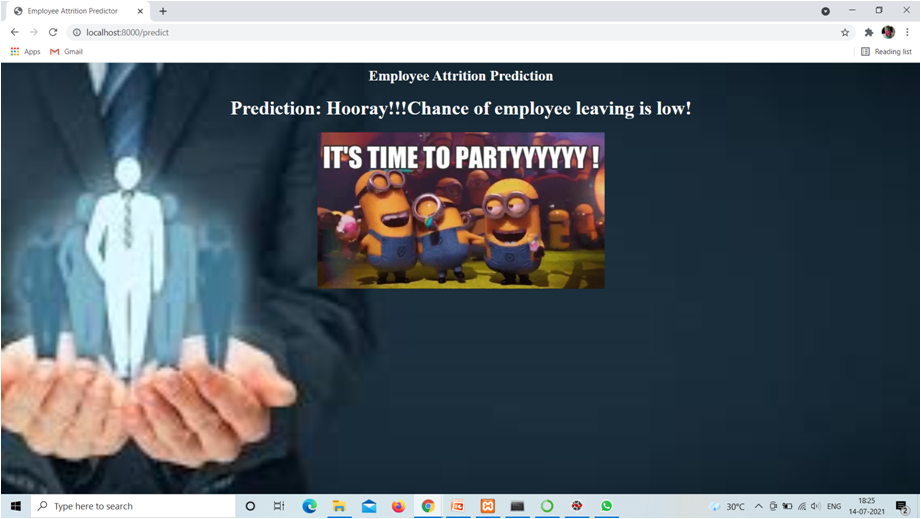 Employee Attrition Predictor
localhost:8000/predict
Apps
Gmail
Reading list
Employee Attrition Prediction
Prediction: Hooray!!!Chance of employee leaving is low!
IT'S TIME TO PARTYYYYYY !
Type here to search
30°C
ENG
18:25
14-07-2021
2